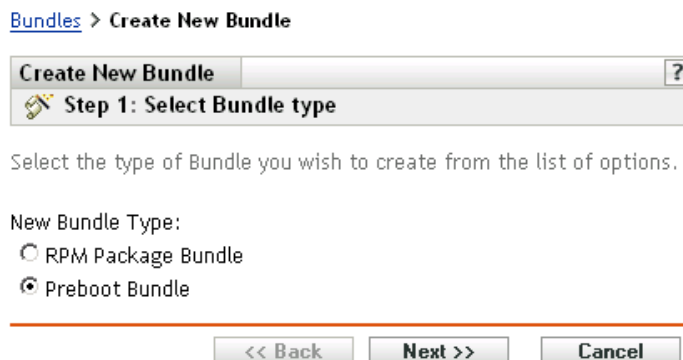 Bundles > Create New Bundle
Create New Bundle
?
Step 1: Select Bundle type
Select the type of Bundle you wish to create from the list of options.
New Bundle Type:
RPM Package Bundle
Preboot Bundle
<< Back Next >> Cancel